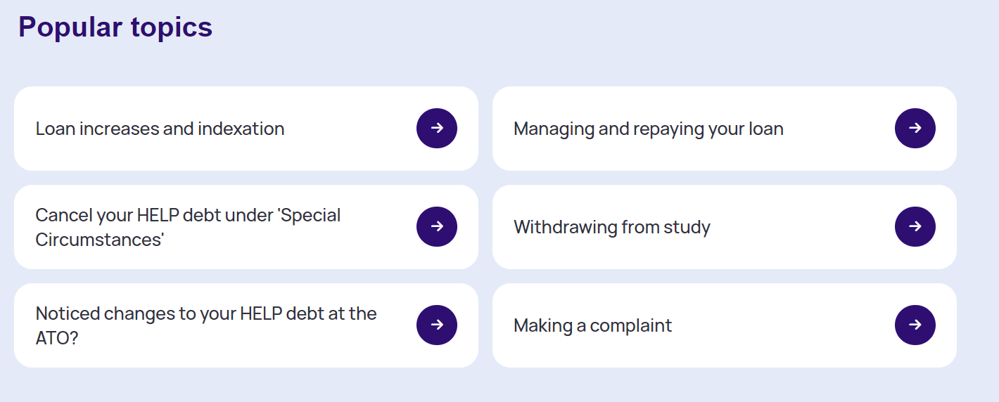 Popular topics
Loan increases and indexation
Managing and repaying your loan
Cancel your HELP debt under 'Special
Circumstances'
Withdrawing from study
Noticed changes to your HELP debt at the
ATO?
Making a complaint